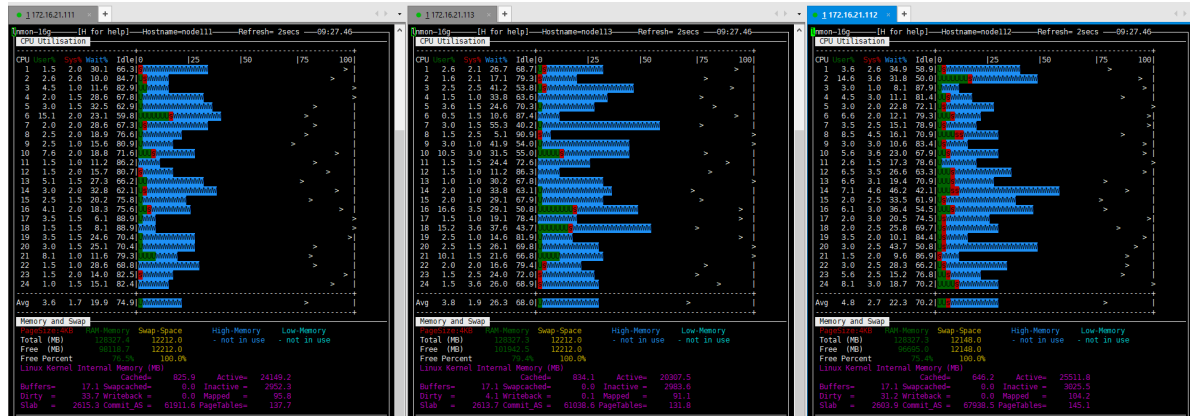 1 172.16.21.111
nmon-16g [H for help] Hostname=node111 Refresh= 2secs 09:27.46
CPU Utilisation
CPU User% Sys% Wait% Idle|0 |25 |50 |75 100|
1 1.5 2.0 30.1 66.3
2 2.6 2.6 10.0 84.7
3 4.5 1.0 11.6 82.9
4 2.0 1.5 28.6 67.8
5 3.0 1.5 32.5 62.9
6 15.1 2.0 23.1 59.8
7 2.0 2.0 28.6 67.3
8 2.5 2.0 18.9 76.6
9 2.5 1.0 15.6 80.9
10 7.6 2.0 18.8 71.6
11 1.5 1.0 11.2 86.2
12 1.5 2.0 15.7 80.7
13 5.1 1.5 27.3 66.2
14 3.0 2.0 32.8 62.1
15 2.5 1.5 20.2 75.8
16 4.1 2.0 18.3 75.6
17 3.5 1.5 6.1 88.9
18 1.5 1.5 8.1 88.9
19 3.5 1.5 24.6 70.4
20 3.0 1.5 25.1 70.4
21 8.1 1.0 11.6 79.3
22 1.0 1.5 28.6 68.8
23 1.5 2.0 14.0 82.5
24 1.0 1.5 15.1 82.4
Avg 3.6 1.7 19.9 74.9
Memory and Swap
PageSize:4KB RAM-Memory Swap-Space High-Memory Low-Memory
Total (MB) 128327.4 12212.0 - not in use - not in use
Free (MB) 12212.0
Free Percent 76.5% 100.0%
Linux Kernel Internal Memory (MB)
Cached= 825.9 Active= 24149.2
Buffers= 17.1 Swapcached= 0.0 Inactive = 2952.3
Dirty = 33.7 Writeback = 0.0 Mapped = 95.8
Slab = 2615.3 Commit_AS = 61911.6 PageTables= 137.7
1 172.16.21.113
nmon-16g [H for help] Hostname=node113 Refresh= 2secs 09:27.46
CPU Utilisation
CPU User% Sys% Wait% Idle|0 |25 |50 |75 100|
1 2.6 2.1 26.7 68.7
2 1.6 2.1 17.1 79.3
3 2.5 2.5 41.2 53.8
4 1.5 1.0 33.8 63.6
5 3.6 1.5 24.6 70.3
6 0.5 1.5 10.6 87.4
7 3.0 1.5 55.3 40.2
8 1.5 2.5 5.1 90.9
9 3.0 1.0 41.9 54.0
10 10.5 3.0 31.5 55.0
11 1.5 1.5 24.4 72.6
12 1.5 1.0 11.2 86.3
13 1.0 1.0 30.2 67.8
14 2.0 1.0 33.8 63.1
15 2.0 1.0 29.1 67.9
16 16.6 3.5 29.1 50.8
17 1.5 1.0 19.1 78.4
18 15.2 3.6 37.6 43.7
19 2.5 1.0 14.6 81.9
20 2.5 1.5 26.1 69.8
21 10.1 1.5 21.6 66.8
22 2.0 2.0 16.6 79.4
23 1.5 2.5 24.0 72.0
24 1.5 3.6 26.0 68.9
Avg 3.8 1.9 26.3 68.0
Memory and Swap
PageSize:4KB RAM-Memory Swap-Space High-Memory Low-Memory
Total (MB) 128327.3 12212.0 - not in use - not in use
Free (MB) 101942.5 12212.0
Free Percent 79.4% 100.0%
Linux Kernel Internal Memory (MB)
Cached= 834.1 Active= 20307.5
Buffers= 17.1 Swapcached= 0.0 Inactive = 2983.6
Dirty = 4.1 Writeback = 0.1 Mapped = 91.1
Slab = 2613.7 Commit_AS = 61038.6 PageTables= 131.8
1 172.16.21.112
nmon-16g [H for help] Hostname=node112 Refresh= 2secs 09:27.46
CPU Utilisation
CPU User% Sys% Wait% Idle|0 |25 |50 |75 100|
1 3.6 2.6 34.9 58.9
2 14.6 3.6 31.8 50.0
3 3.0 1.0 8.1 87.9
4 4.5 3.0 11.1 81.4
5 3.0 2.0 22.8 72.1
6 6.6 2.0 12.1 79.3
7 3.5 2.5 15.1 78.9
8 8.5 4.5 16.1 70.9
9 3.0 3.0 10.6 83.4
10 5.6 3.6 23.0 67.9
11 2.6 1.5 17.3 78.6
12 6.5 3.5 26.6 63.3
13 6.6 3.1 19.4 70.9
14 7.1 4.6 46.2 42.1
15 2.0 2.5 33.5 61.9
16 6.1 3.0 36.4 54.5
17 2.0 3.0 20.5 74.5
18 2.0 2.5 25.8 69.7
19 3.5 2.0 10.1 84.4
20 3.0 2.5 43.7 50.8
21 1.5 2.0 9.6 86.9
22 3.0 2.5 28.3 66.2
23 5.5 2.5 15.2 76.8
24 8.1 3.0 18.7 70.2
Avg 4.8 2.7 22.3 70.2
Memory and Swap
PageSize:4KB RAM-Memory Swap-Space High-Memory Low-Memory
Total (MB) 128327.3 12148.0 - not in use - not in use
Free (MB) 12148.0
Free Percent 75.4% 100.0%
Linux Kernel Internal Memory (MB)
Cached= 646.2 Active= 25511.8
Buffers= 17.1 Swapcached= 0.0 Inactive = 3025.5
Dirty = 31.2 Writeback = 0.0 Mapped = 104.2
Slab = 2603.9 Commit_AS = 67930.5 PageTables= 145.1